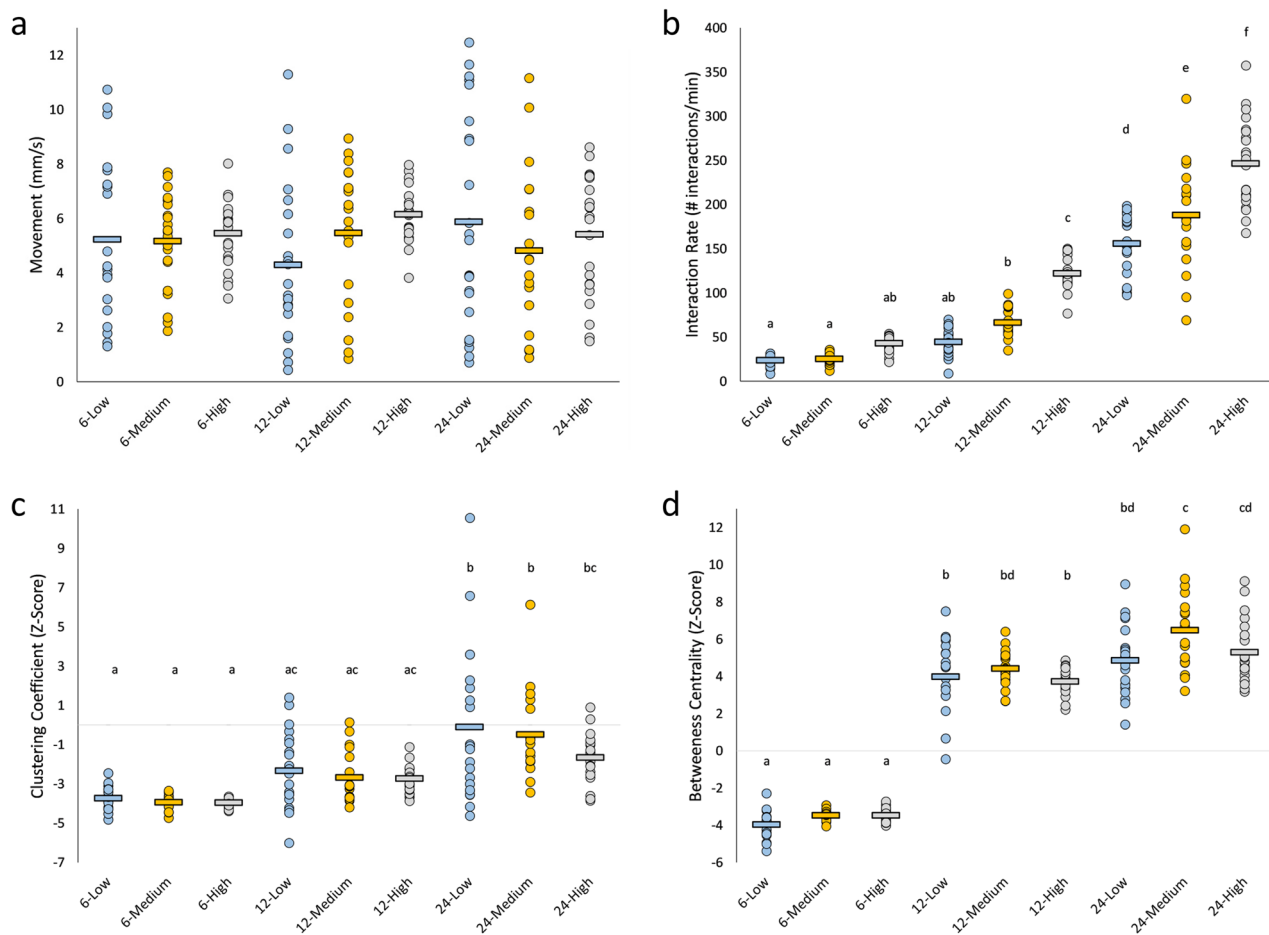 a
Movement (mm/s)
12
10
8
6
4
2
0
6-Low
6-Medium
6-High
12-Low
12-Medium
12-High
24-Low
24-Medium
24-High
b
Interaction Rate (# interactions/min)
400
350
300
250
200
150
100
50
0
a
a
ab
ab
b
c
d
e
f
6-Low
6-Medium
6-High
12-Low
12-Medium
12-High
24-Low
24-Medium
24-High
c
Clustering Coefficient (Z-Score)
11
9
7
5
3
1
-1
-3
-5
-7
a
a
a
ac
ac
ac
b
b
bc
6-Low
6-Medium
6-High
12-Low
12-Medium
12-High
24-Low
24-Medium
24-High
d
Betweeness Centrality (Z-Score)
12
10
8
6
4
2
0
-2
-4
-6
a
a
a
b
bd
b
bd
c
cd
6-Low
6-Medium
6-High
12-Low
12-Medium
12-High
24-Low
24-Medium
24-High